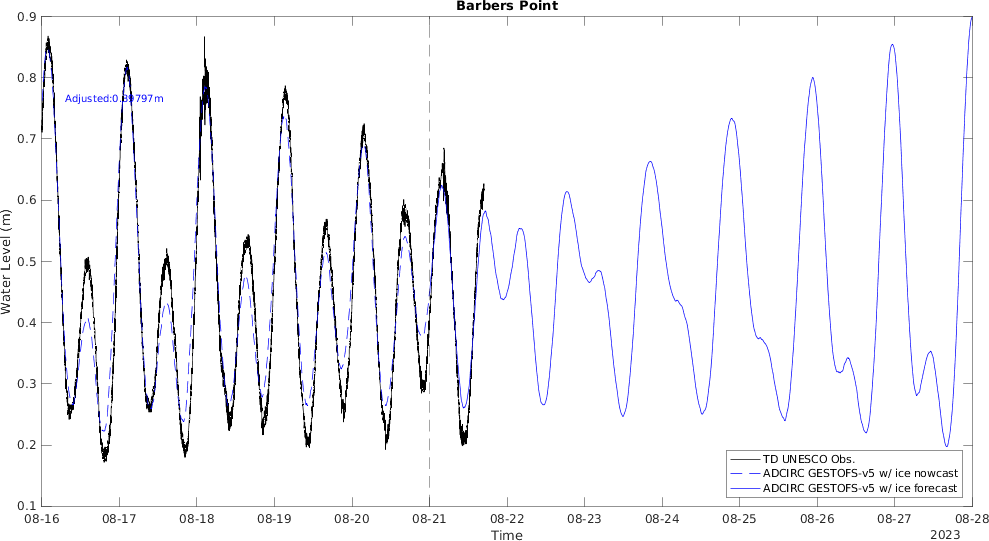 Barbers Point
Water Level (m)
0.9
0.8
0.7
0.6
0.5
0.4
0.3
0.2
0.1
Adjusted:0.89797m
TD UNESCO Obs.
ADCIRC GESTOFS-v5 w/ ice nowcast
ADCIRC GESTOFS-v5 w/ ice forecast
08-16 08-17 08-18 08-19 08-20 08-21 08-22 08-23 08-24 08-25 08-26 08-27 08-28
Time
2023